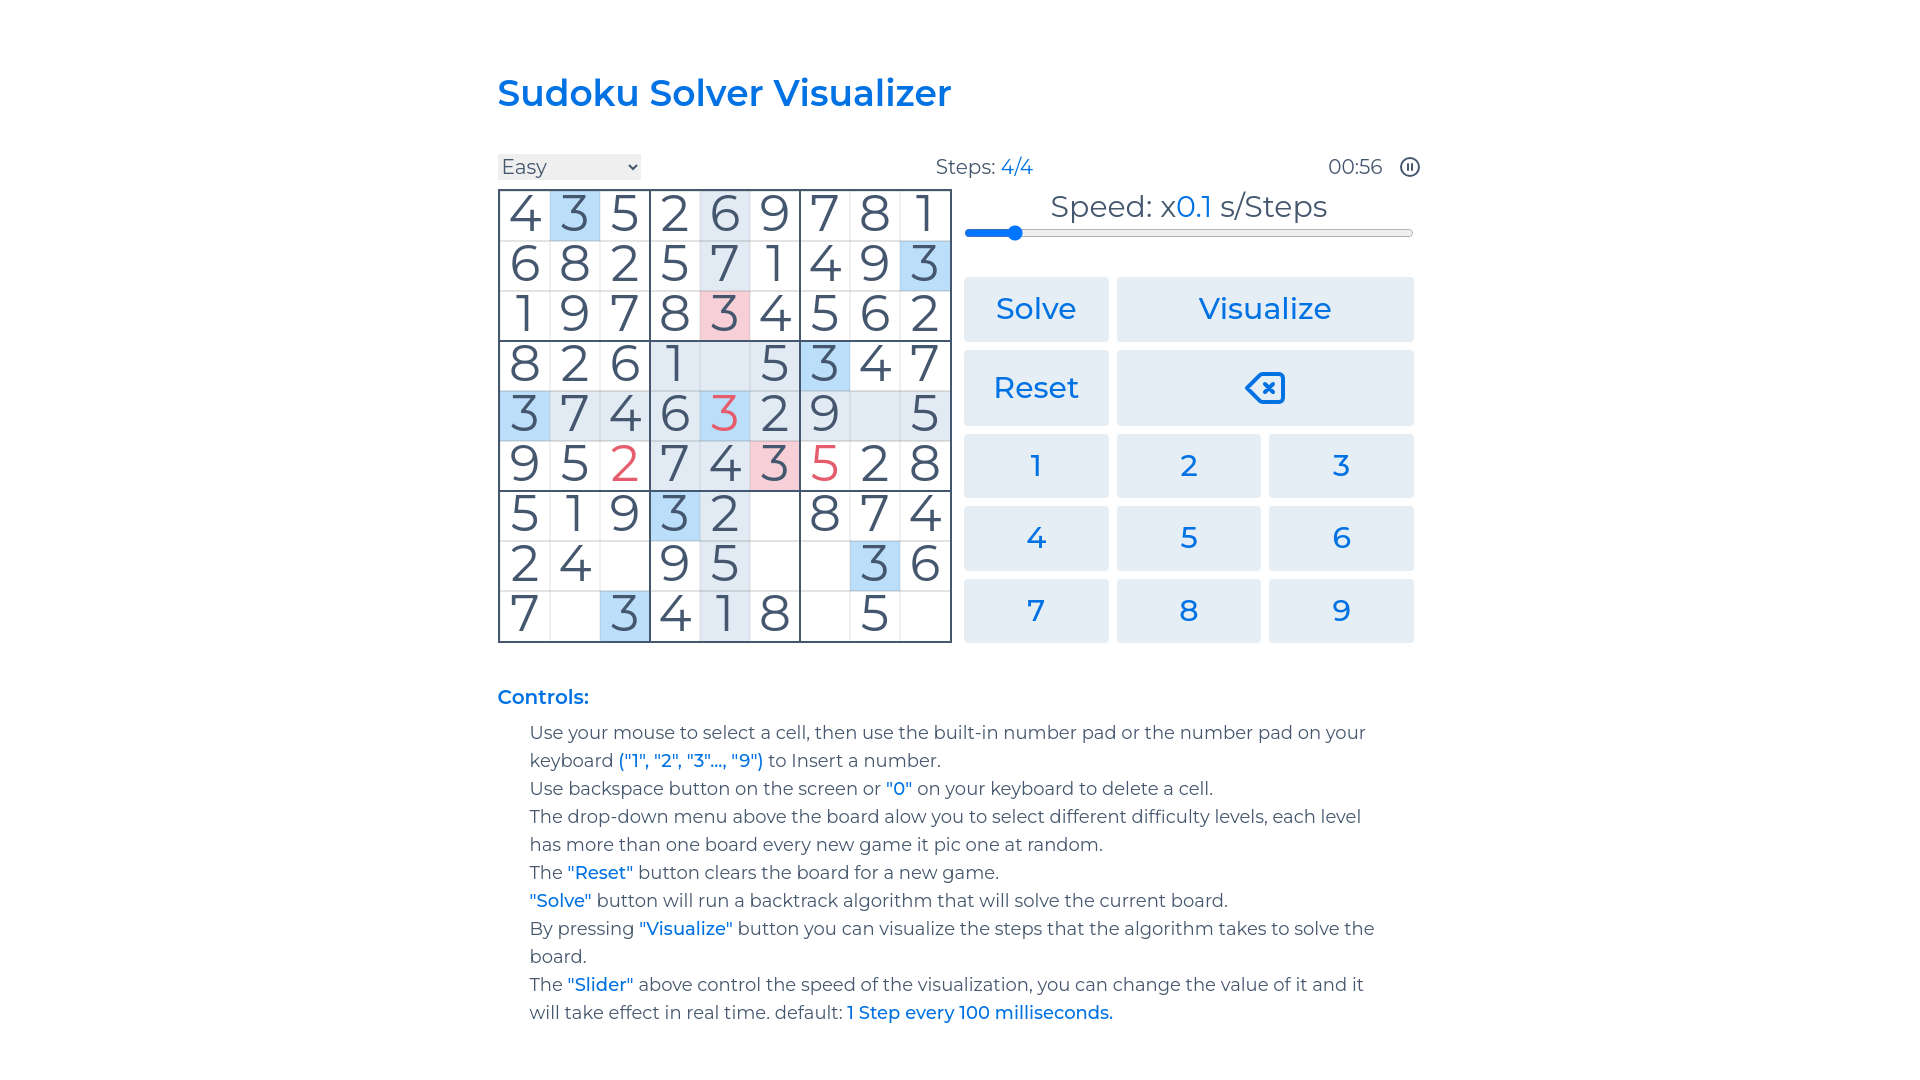 Sudoku Solver Visualizer
Easy
Steps: 4/4
00:56
4 3 5 2 6 9 7 8 1
6 8 2 5 7 1 4 9 3
1 9 7 8 3 4 5 6 2
8 2 6 1 5 3 4 7
3 7 4 6 3 2 9 5
9 5 2 7 4 3 5 2 8
5 1 9 3 2 8 7 4
2 4 9 5 3 6
7 3 4 1 8 5
Speed: x0.1 s/Steps
Solve Visualize
Reset
1 2 3
4 5 6
7 8 9
Controls:
Use your mouse to select a cell, then use the built-in number pad or the number pad on your
keyboard ("1", "2", "3"..., "9") to Insert a number.
Use backspace button on the screen or "0" on your keyboard to delete a cell.
The drop-down menu above the board alow you to select different difficulty levels, each level
has more than one board every new game it pic one at random.
The "Reset" button clears the board for a new game.
"Solve" button will run a backtrack algorithm that will solve the current board.
By pressing "Visualize" button you can visualize the steps that the algorithm takes to solve the
board.
The "Slider" above control the speed of the visualization, you can change the value of it and it
will take effect in real time. default: 1 Step every 100 milliseconds.